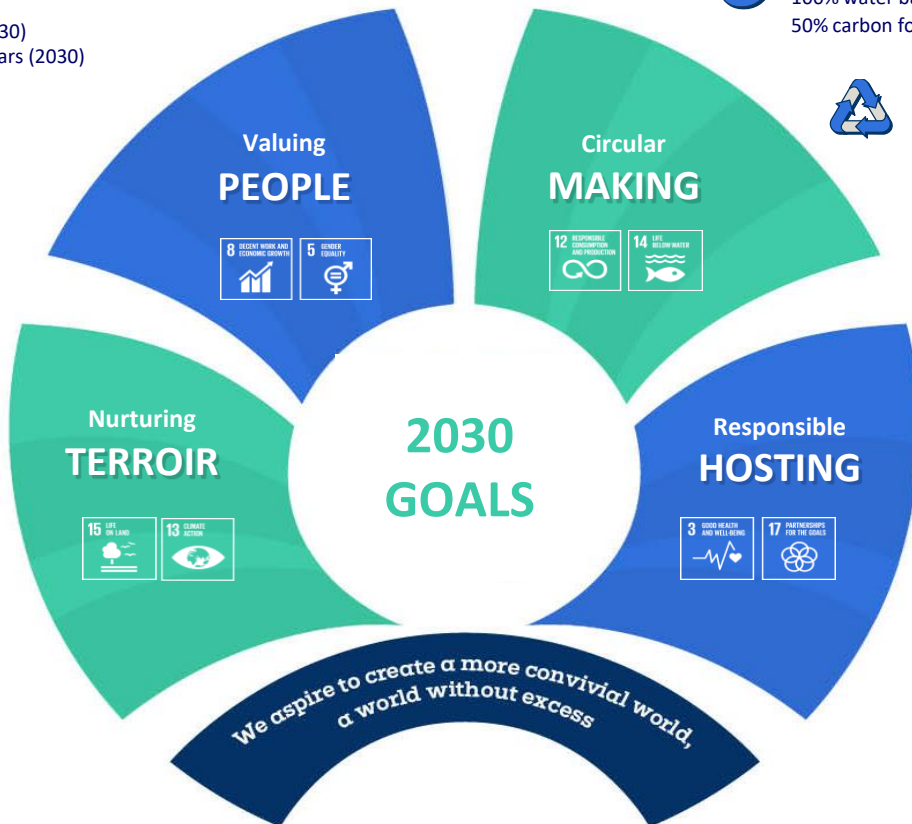 30)
ars (2030)
50% carbon fo
Valuing
PEOPLE
8 DECENT WORK AND
ECONOMIC GROWTH
5 GENDER
EQUALITY
Circular
MAKING
12 RESPONSIBLE
CONSUMPTION
AND PRODUCTION
14 LIFE
BELOW WATER
Nurturing
TERROIR
15 LIFE
ON LAND
13 CLIMATE
ACTION
2030
GOALS
Responsible
HOSTING
3 GOOD HEALTH
AND WELL-BEING
17 PARTNERSHIPS
FOR THE GOALS
We aspire to create a more convivial world,
a world without excess